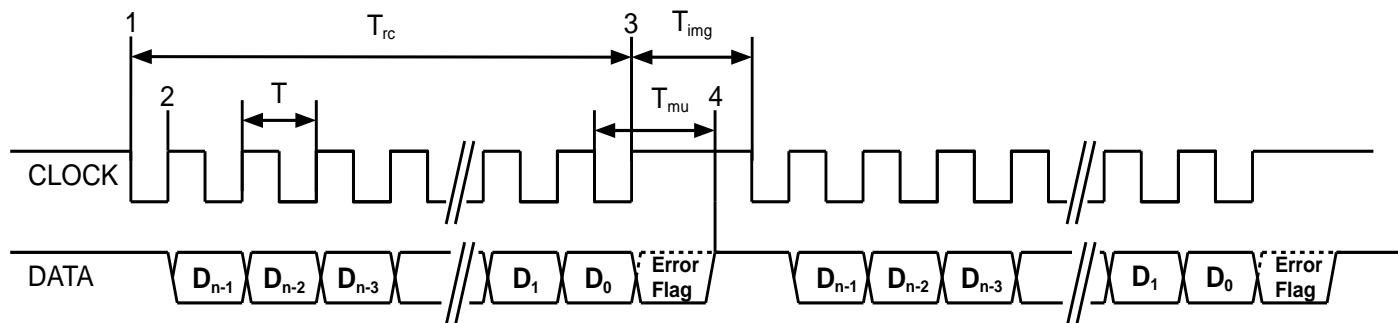 1 T_rc 3 T_img
2 T T_mu 4
CLOCK
DATA D_n-1 D_n-2 D_n-3 D_1 D_0 Error Flag D_n-1 D_n-2 D_n-3 D_1 D_0 Error Flag